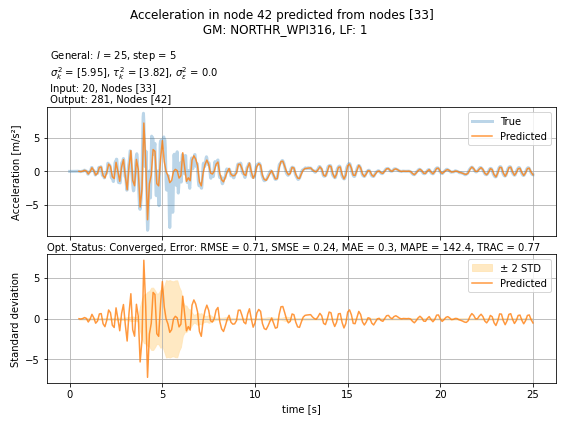 Acceleration in node 42 predicted from nodes [33]
GM: NORTHR_WPI316, LF: 1
General: l = 25, step = 5
σ²ₖ = [5.95], τ²ₖ = [3.82], σ²ε = 0.0
Input: 20, Nodes [33]
Output: 281, Nodes [42]
Acceleration [m/s²]
5
0
−5
True
Predicted
Opt. Status: Converged, Error: RMSE = 0.71, SMSE = 0.24, MAE = 0.3, MAPE = 142.4, TRAC = 0.77
Standard deviation
5
0
−5
± 2 STD
Predicted
0 5 10 15 20 25
time [s]